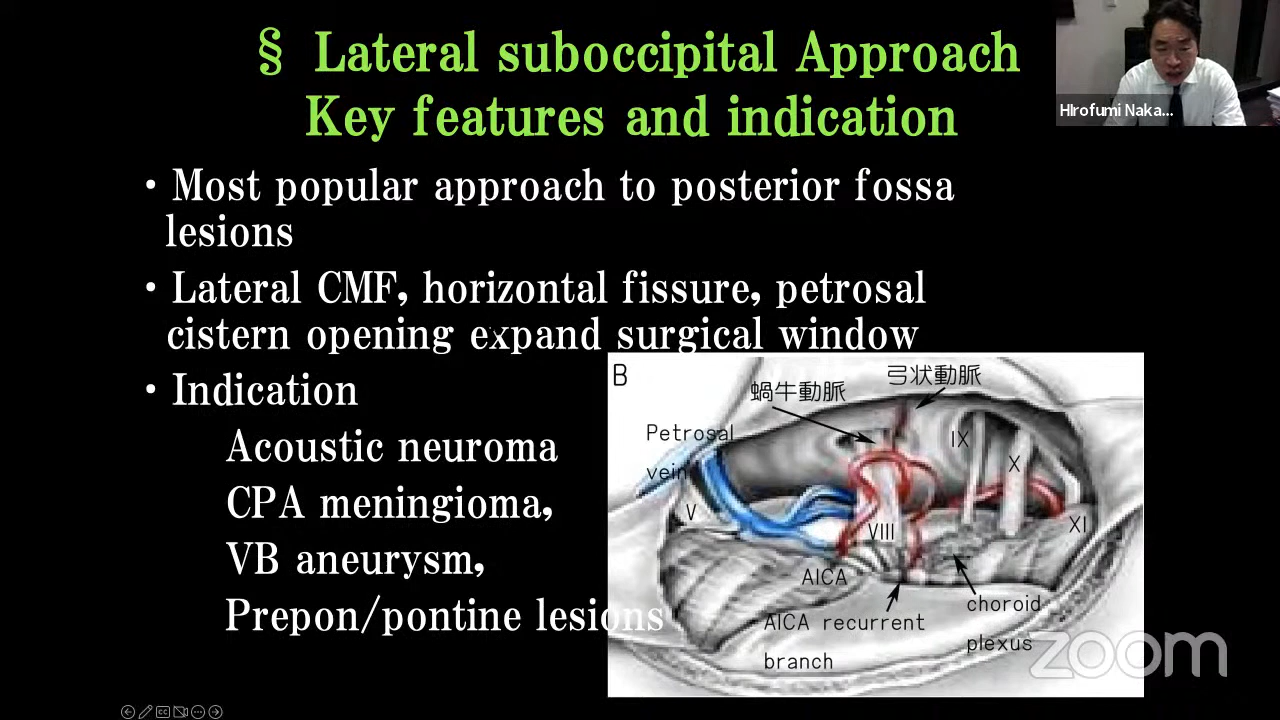 § Lateral suboccipital Approach
Key features and indication
HIrofumi Naka...
・Most popular approach to posterior fossa
lesions
・Lateral CMF, horizontal fissure, petrosal
cistern opening expand surgical window
・Indication
Acoustic neuroma
CPA meningioma,
VB aneurysm,
Prepon/pontine lesions
B
蝸牛動脈
弓状動脈
Petrosal
vein
IX
X
V
VIII
XI
AICA
AICA recurrent
branch
choroid
plexus
zoom
CC